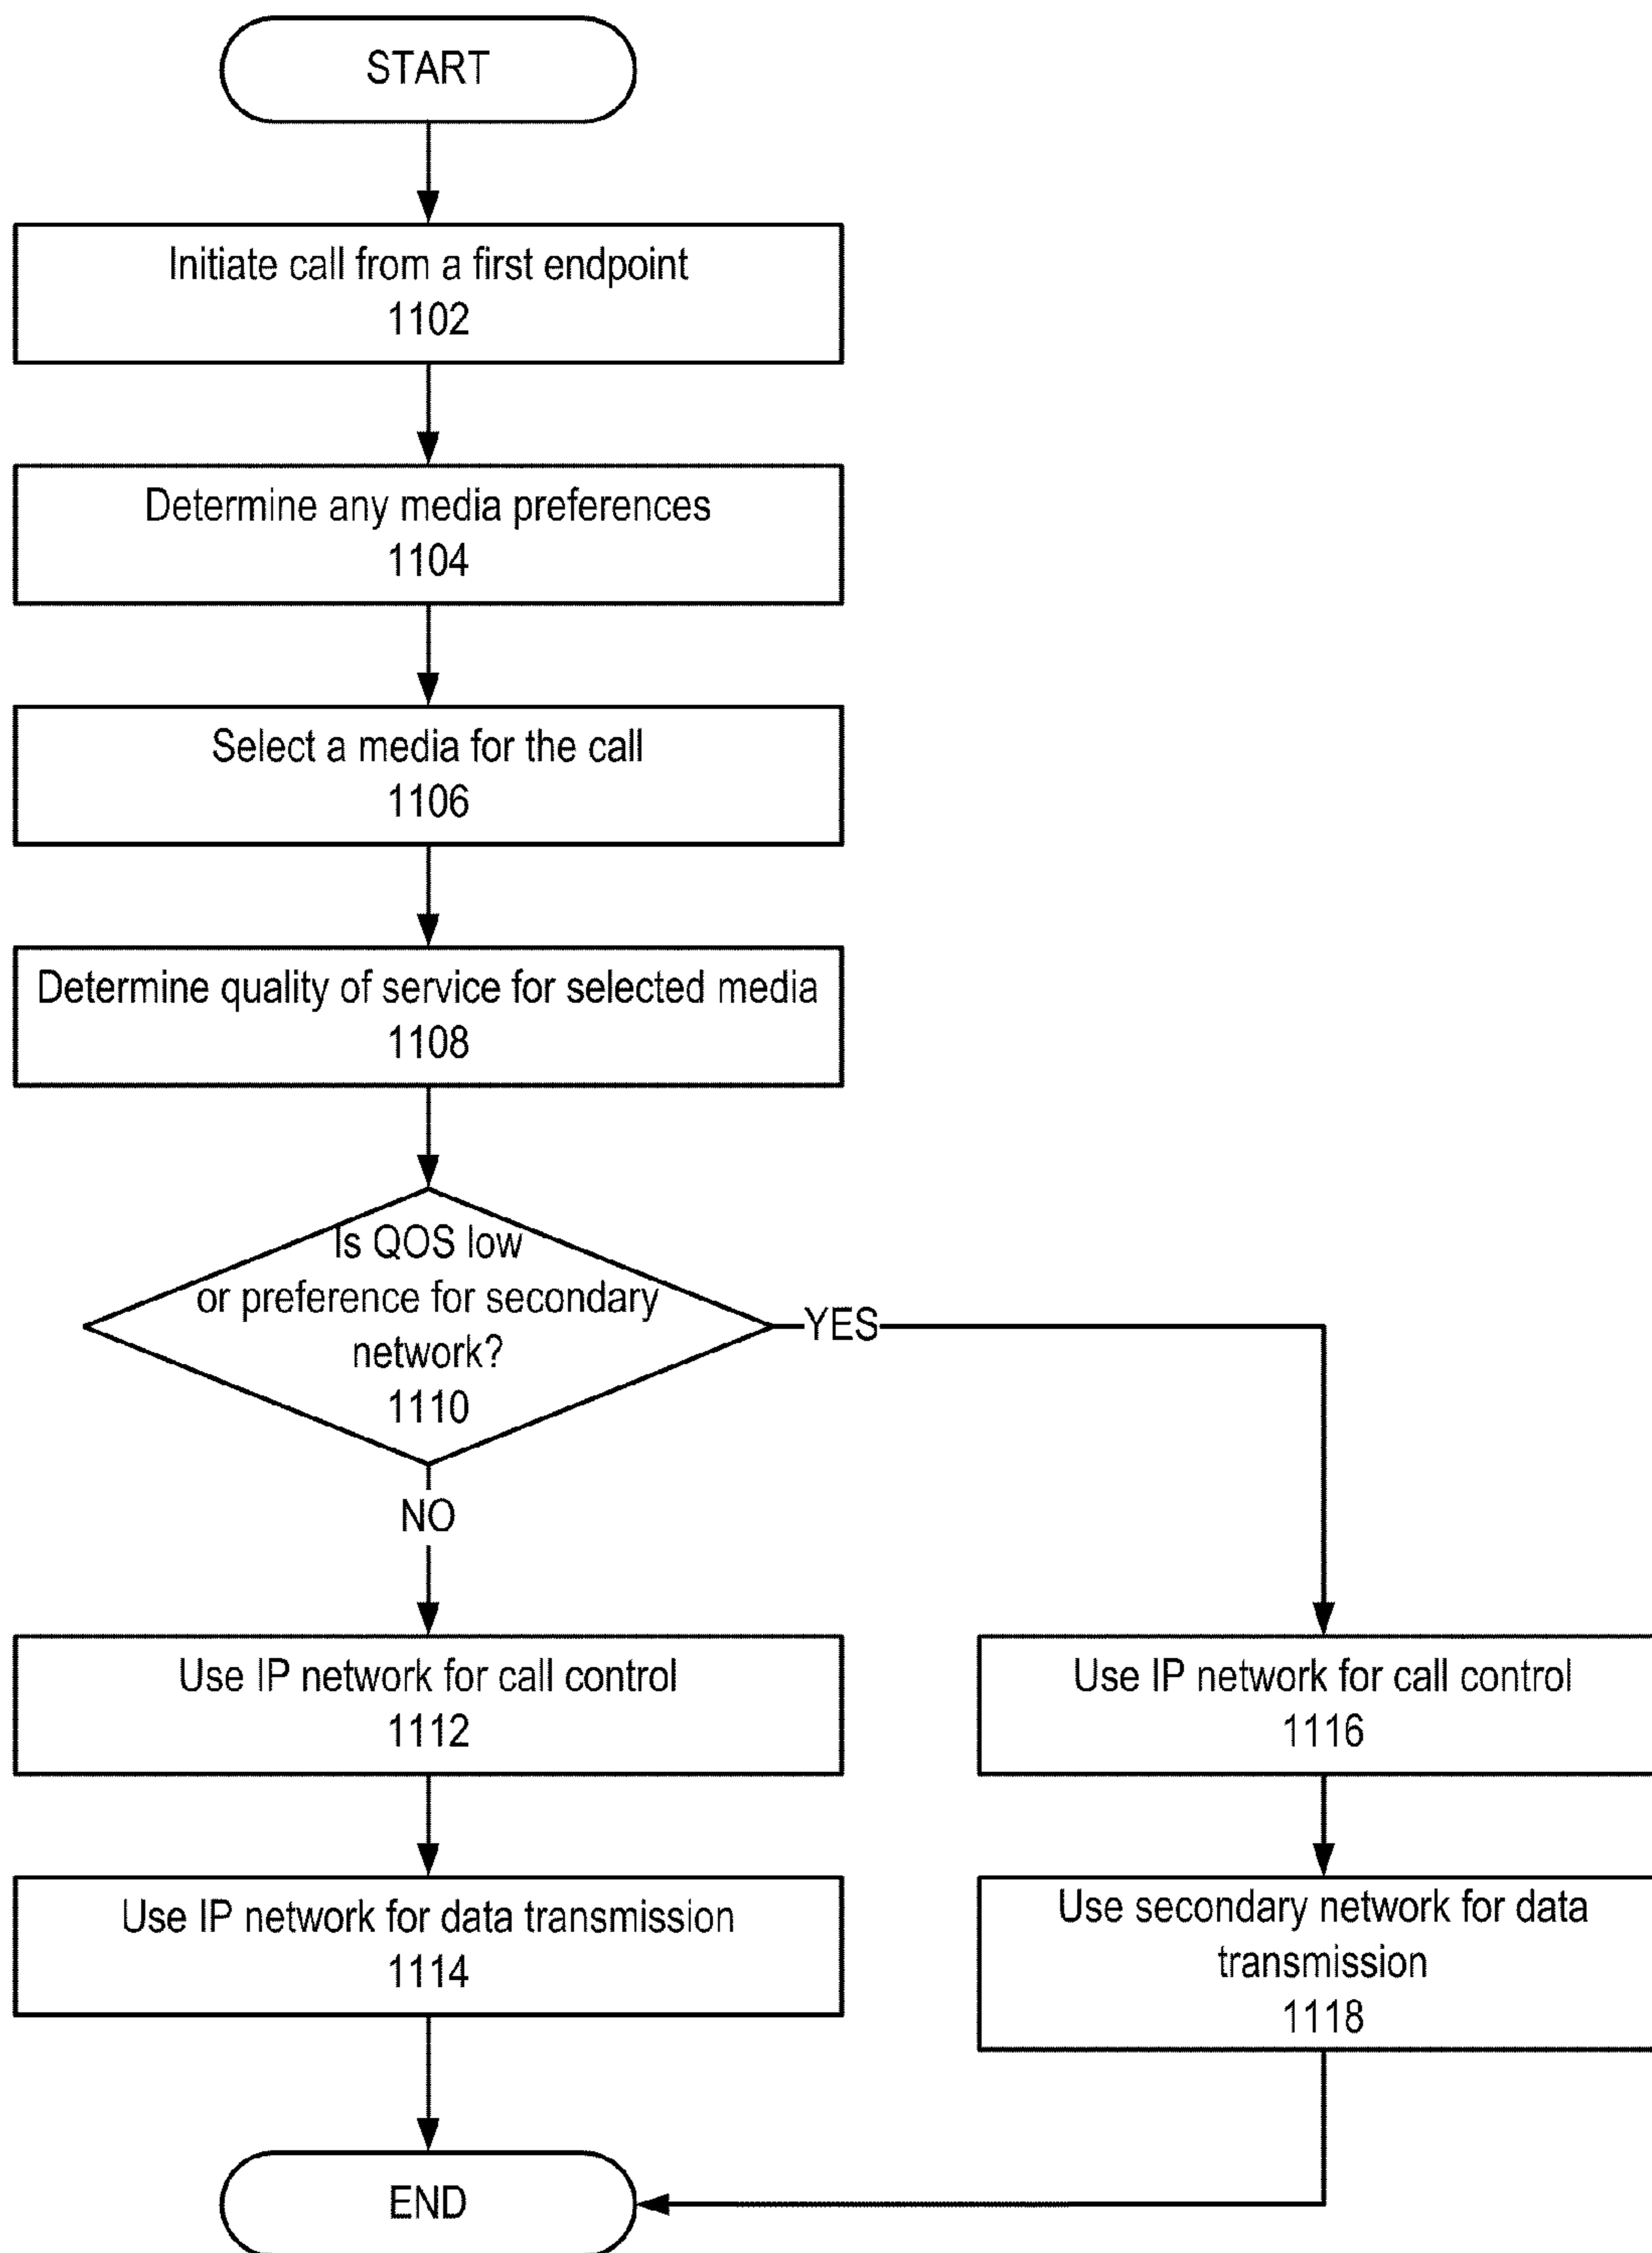 START
Initiate call from a first endpoint
1102
Determine any media preferences
1104
Select a media for the call
1106
Determine quality of service for selected media
1108
Is QOS low
or preference for secondary
network?
1110
YES
NO
Use IP network for call control
1112
Use IP network for call control
1116
Use IP network for data transmission
1114
Use secondary network for data
transmission
1118
END